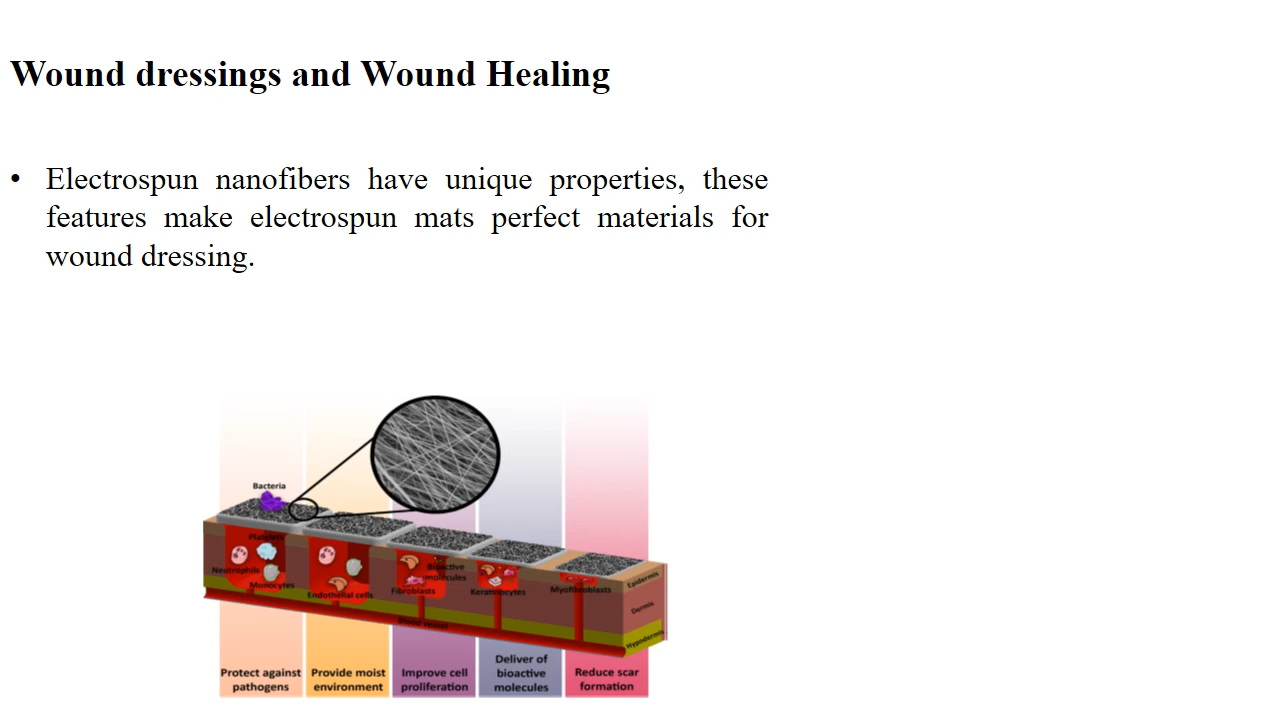 Wound dressings and Wound Healing
• Electrospun nanofibers have unique properties, these
features make electrospun mats perfect materials for
wound dressing.
Bacteria
Platelets
Neutrophils
Monocytes
Endothelial cells
Fibroblasts
Bioactive
molecules
Keratinocytes
Myofibroblasts
Blood vessel
Epidermis
Dermis
Hypodermis
Protect against
pathogens
Provide moist
environment
Improve cell
proliferation
Deliver of
bioactive
molecules
Reduce scar
formation